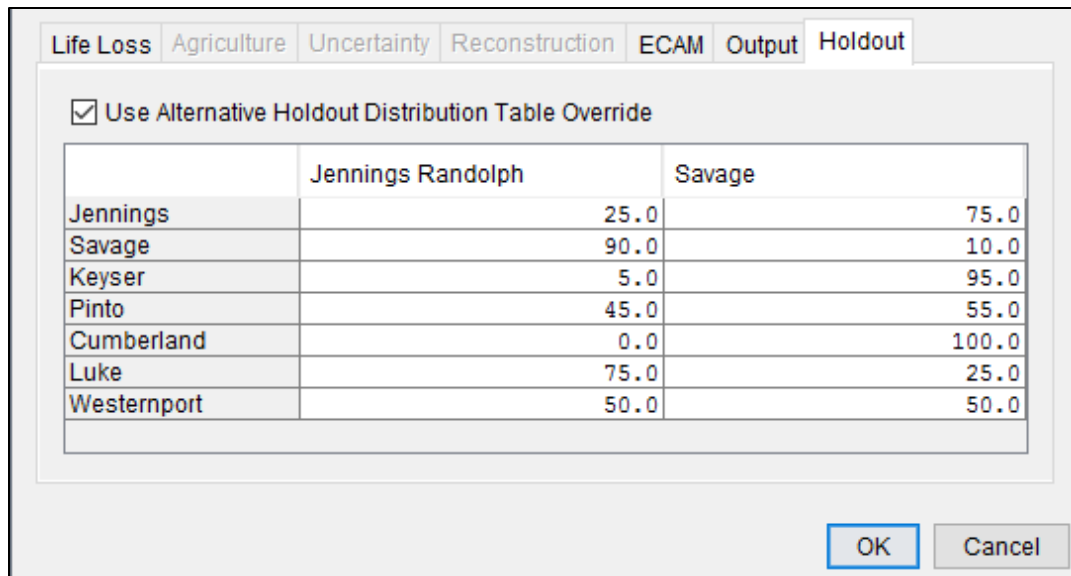 Life Loss Agriculture Uncertainty Reconstruction ECAM Output Holdout
Use Alternative Holdout Distribution Table Override
Jennings Randolph Savage
Jennings 25.0 75.0
Savage 90.0 10.0
Keyser 5.0 95.0
Pinto 45.0 55.0
Cumberland 0.0 100.0
Luke 75.0 25.0
Westernport 50.0 50.0
OK Cancel